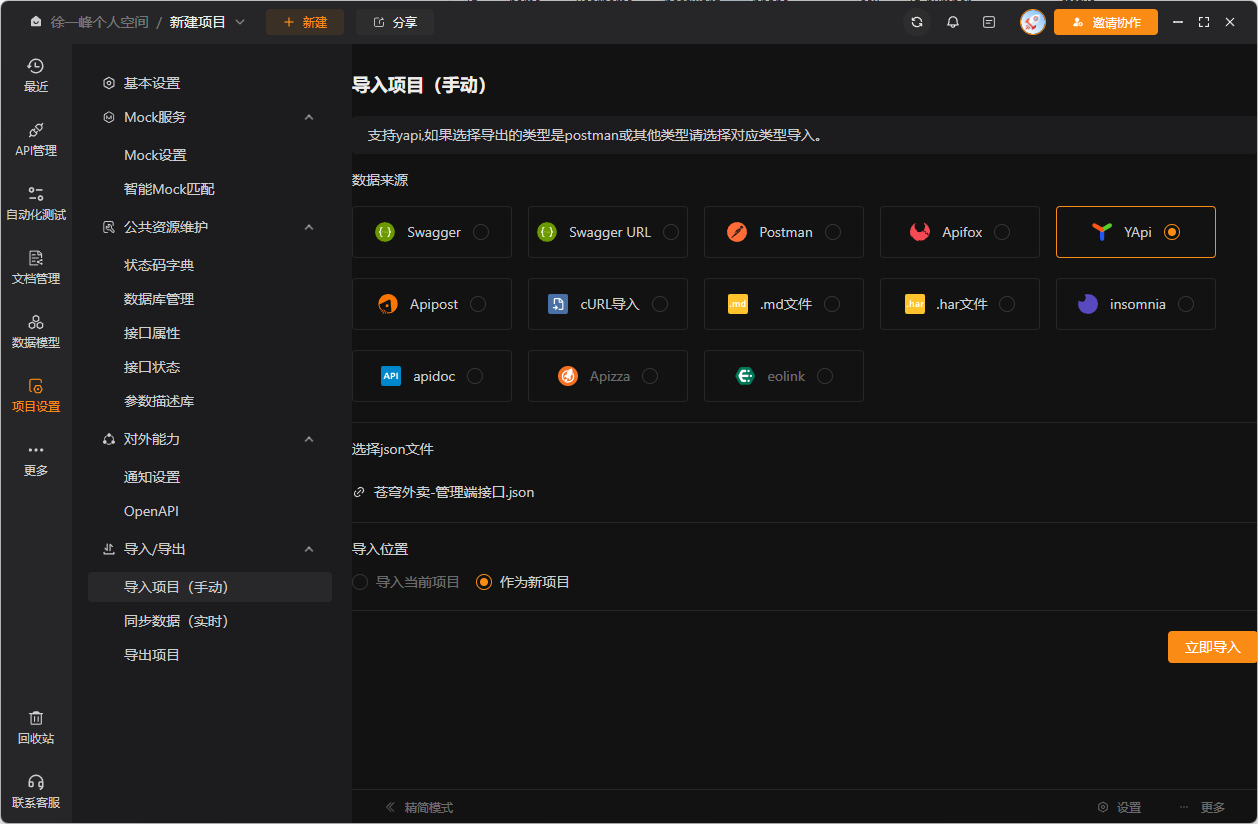 徐一峰个人空间 / 新建项目 新建 分享 邀请协作
最近
API管理
自动化测试
文档管理
数据模型
项目设置
更多
回收站
联系客服
基本设置
Mock服务
Mock设置
智能Mock匹配
公共资源维护
状态码字典
数据库管理
接口属性
接口状态
参数描述库
对外能力
通知设置
OpenAPI
导入/导出
导入项目（手动）
同步数据（实时）
导出项目
导入项目（手动）
支持yapi,如果选择导出的类型是postman或其他类型请选择对应类型导入。
数据来源
Swagger Swagger URL Postman Apifox YApi
Apipost cURL导入 .md .md文件 .har .har文件 insomnia
API apidoc Apizza eolink
选择json文件
苍穹外卖-管理端接口.json
导入位置
导入当前项目 作为新项目
立即导入
精简模式 设置 更多